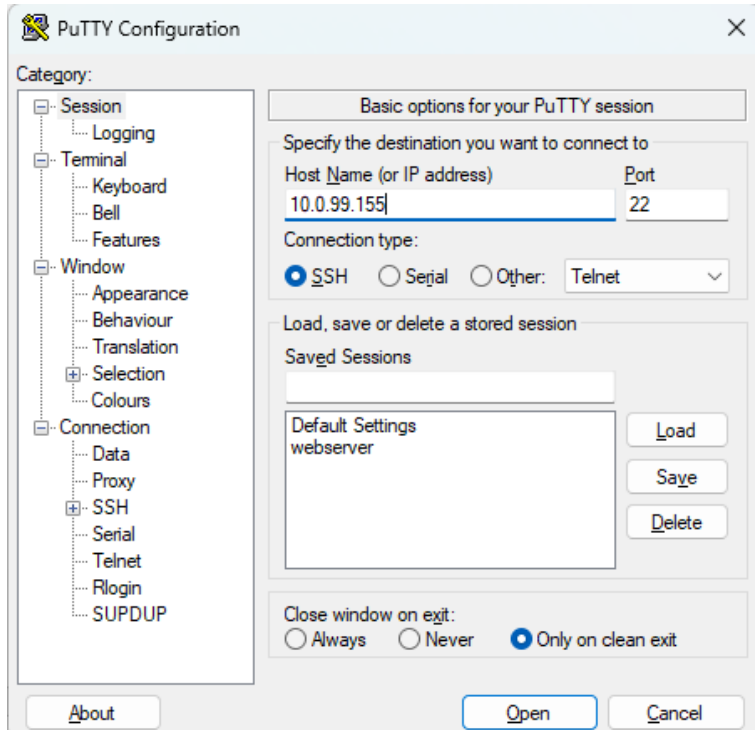 PuTTY Configuration
Category:
Session
Logging
Terminal
Keyboard
Bell
Features
Window
Appearance
Behaviour
Translation
Selection
Colours
Connection
Data
Proxy
SSH
Serial
Telnet
Rlogin
SUPDUP
Basic options for your PuTTY session
Specify the destination you want to connect to
Host Name (or IP address) Port
10.0.99.155 22
Connection type:
SSH Serial Other: Telnet
Load, save or delete a stored session
Saved Sessions
Default Settings
webserver
Load
Save
Delete
Close window on exit:
Always Never Only on clean exit
About Open Cancel